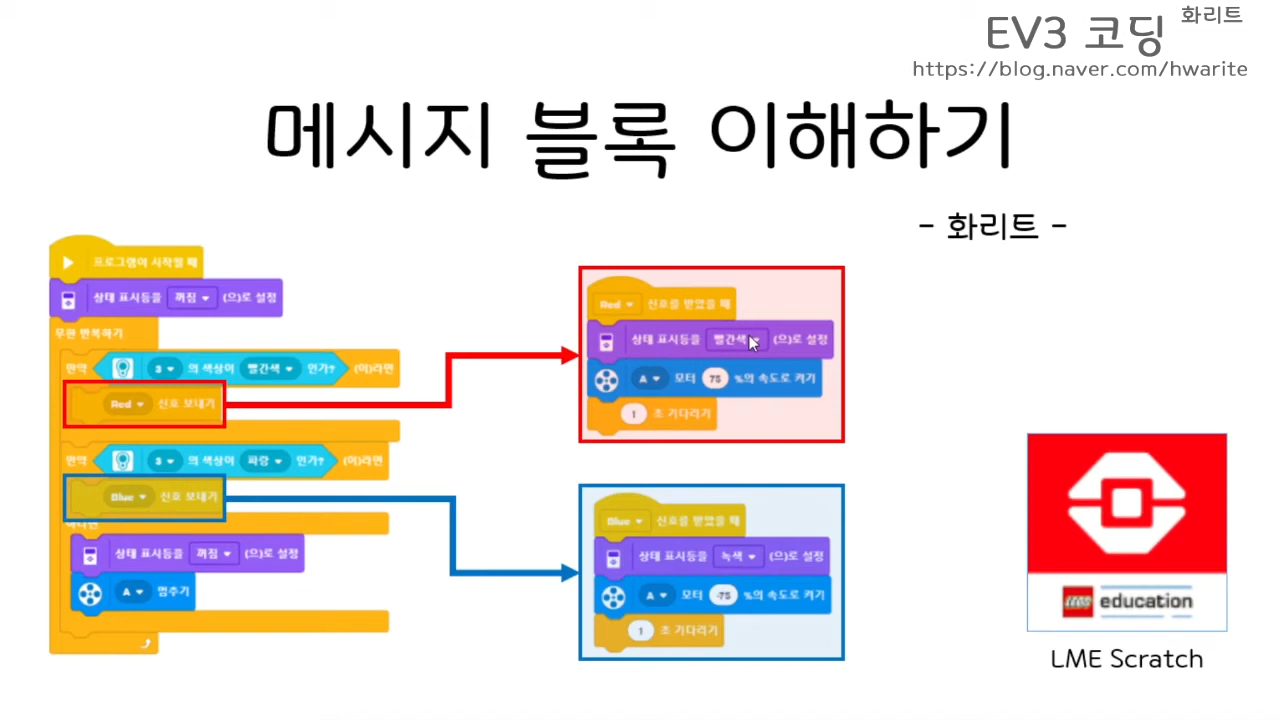 화리트
EV3 코딩
https://blog.naver.com/hwarite
메시지 블록 이해하기
- 화리트 -
프로그램이 시작될 때
상태 표시등을 꺼짐 (으)로 설정
무한 반복하기
만약 3 의 색상이 빨간색 인가? (이)라면
Red 신호 보내기
만약 3 의 색상이 파랑 인가? (이)라면
Blue 신호 보내기
아니면
상태 표시등을 꺼짐 (으)로 설정
A 멈추기
Red 신호를 받았을 때
상태 표시등을 빨간색 (으)로 설정
A 모터 75 %의 속도로 켜기
1 초 기다리기
Blue 신호를 받았을 때
상태 표시등을 녹색 (으)로 설정
A 모터 -75 %의 속도로 켜기
1 초 기다리기
LEGO education
LME Scratch